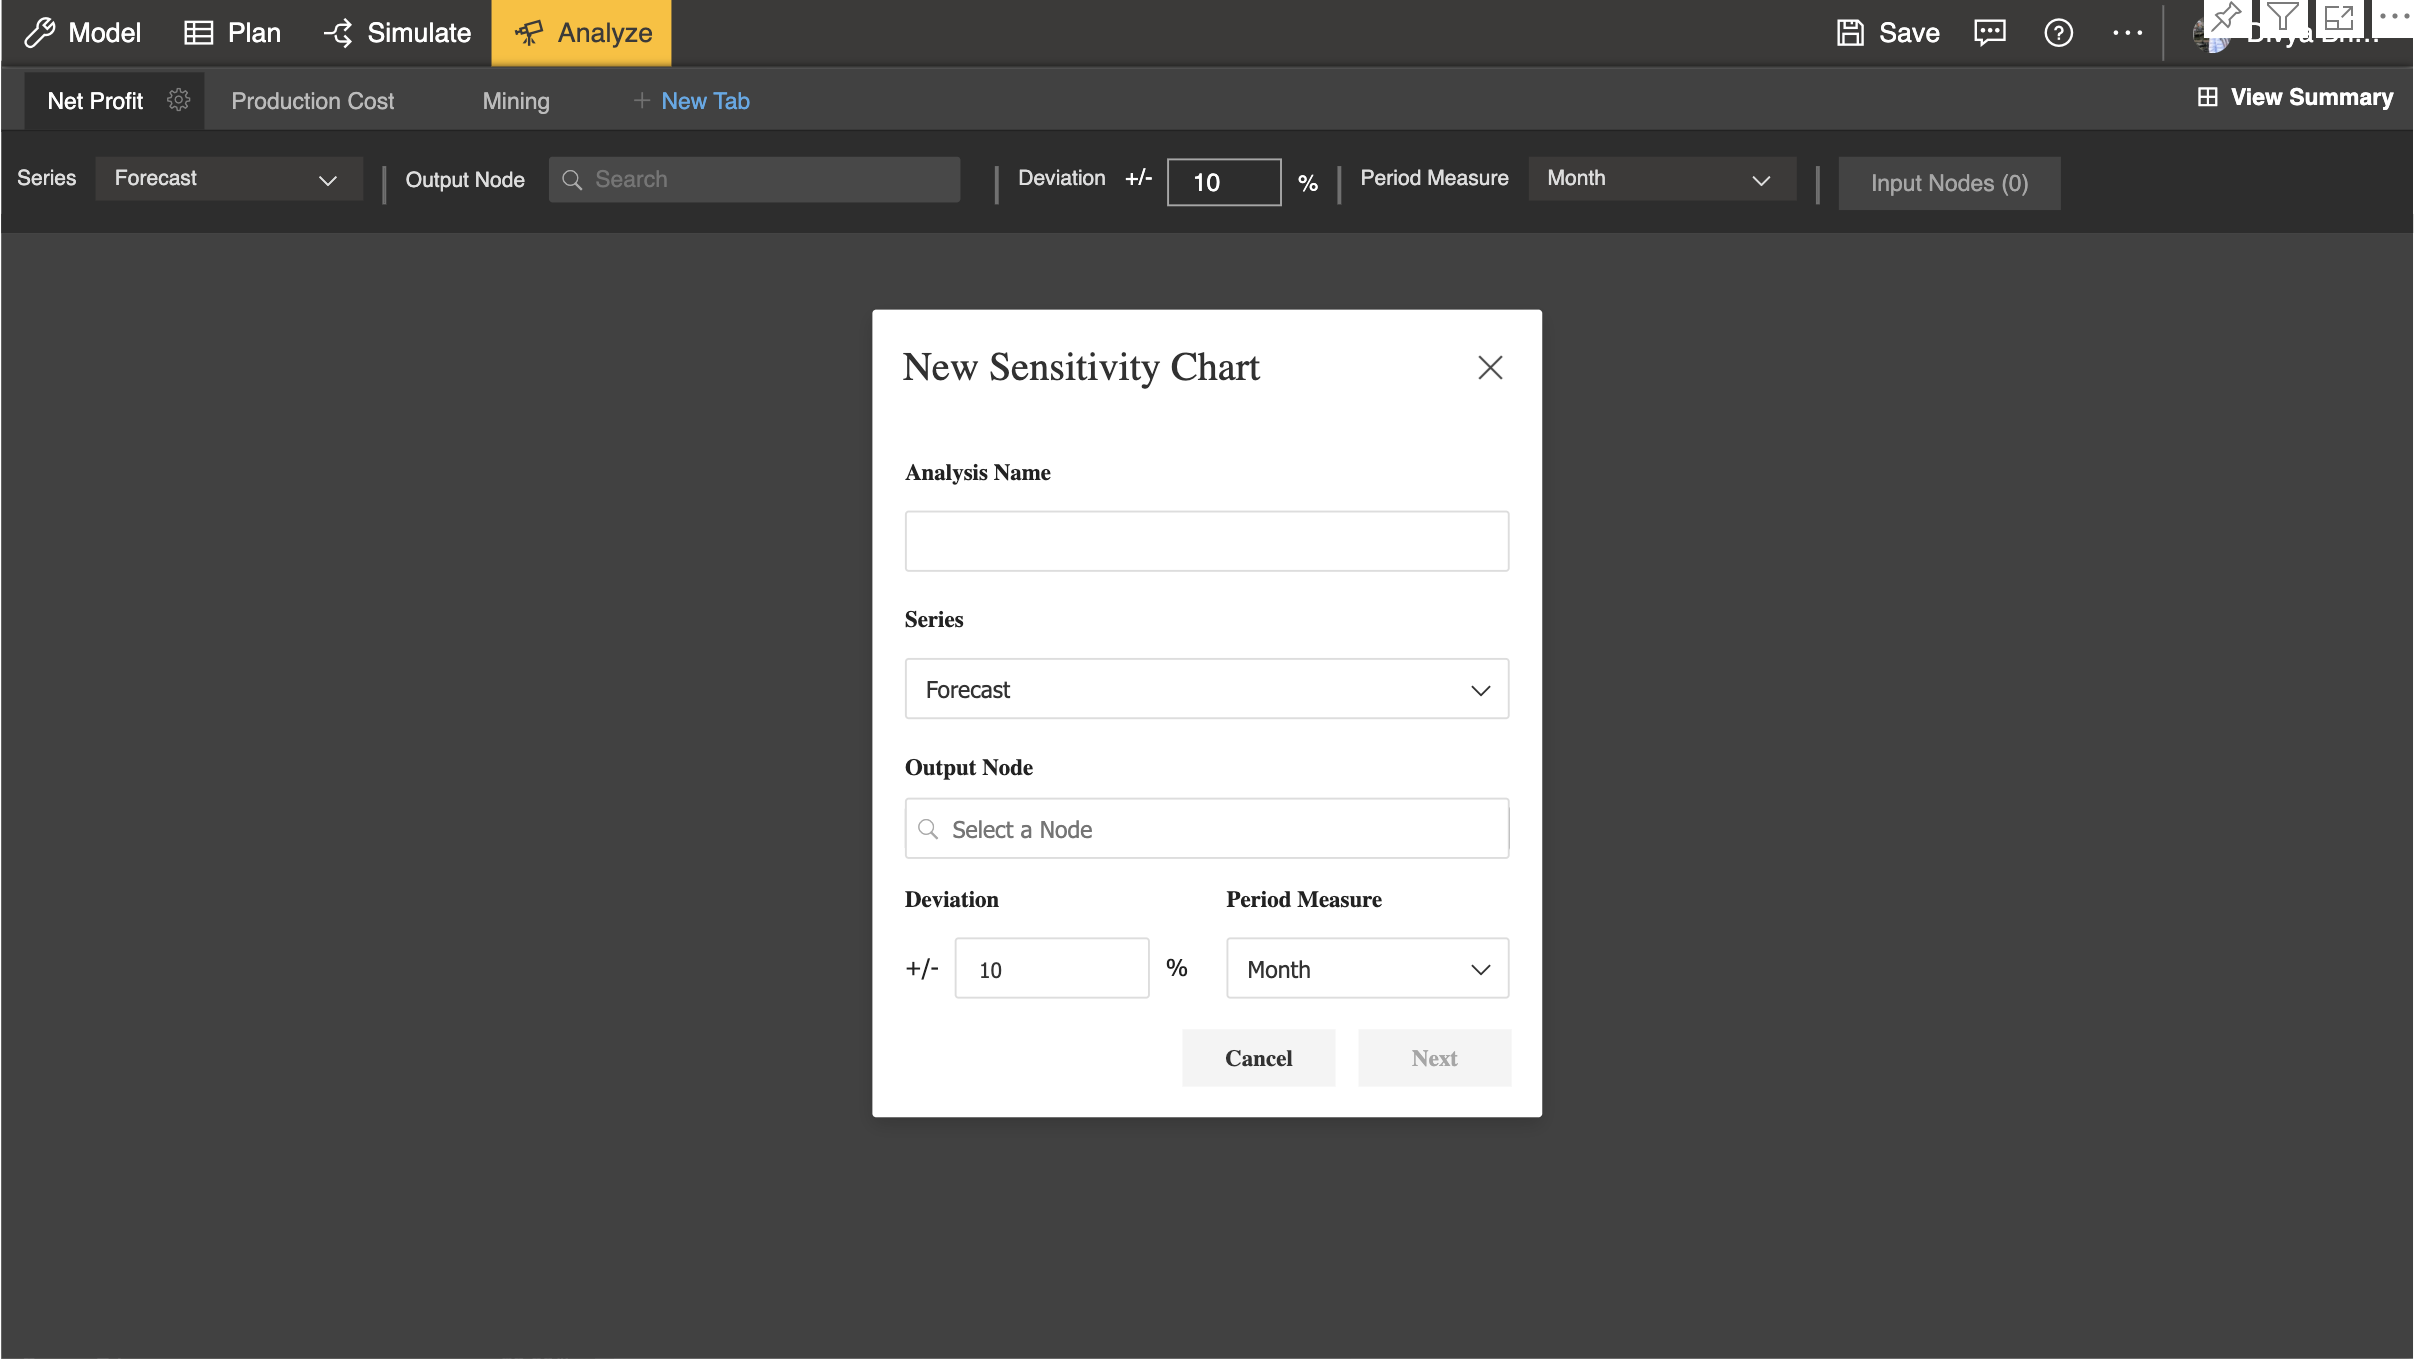 Model Plan Simulate Analyze Save
Net Profit Production Cost Mining + New Tab View Summary
Series Forecast Output Node Search Deviation +/- 10 % Period Measure Month Input Nodes (0)
New Sensitivity Chart
Analysis Name
Series
Forecast
Output Node
Select a Node
Deviation Period Measure
+/- 10 % Month
Cancel Next